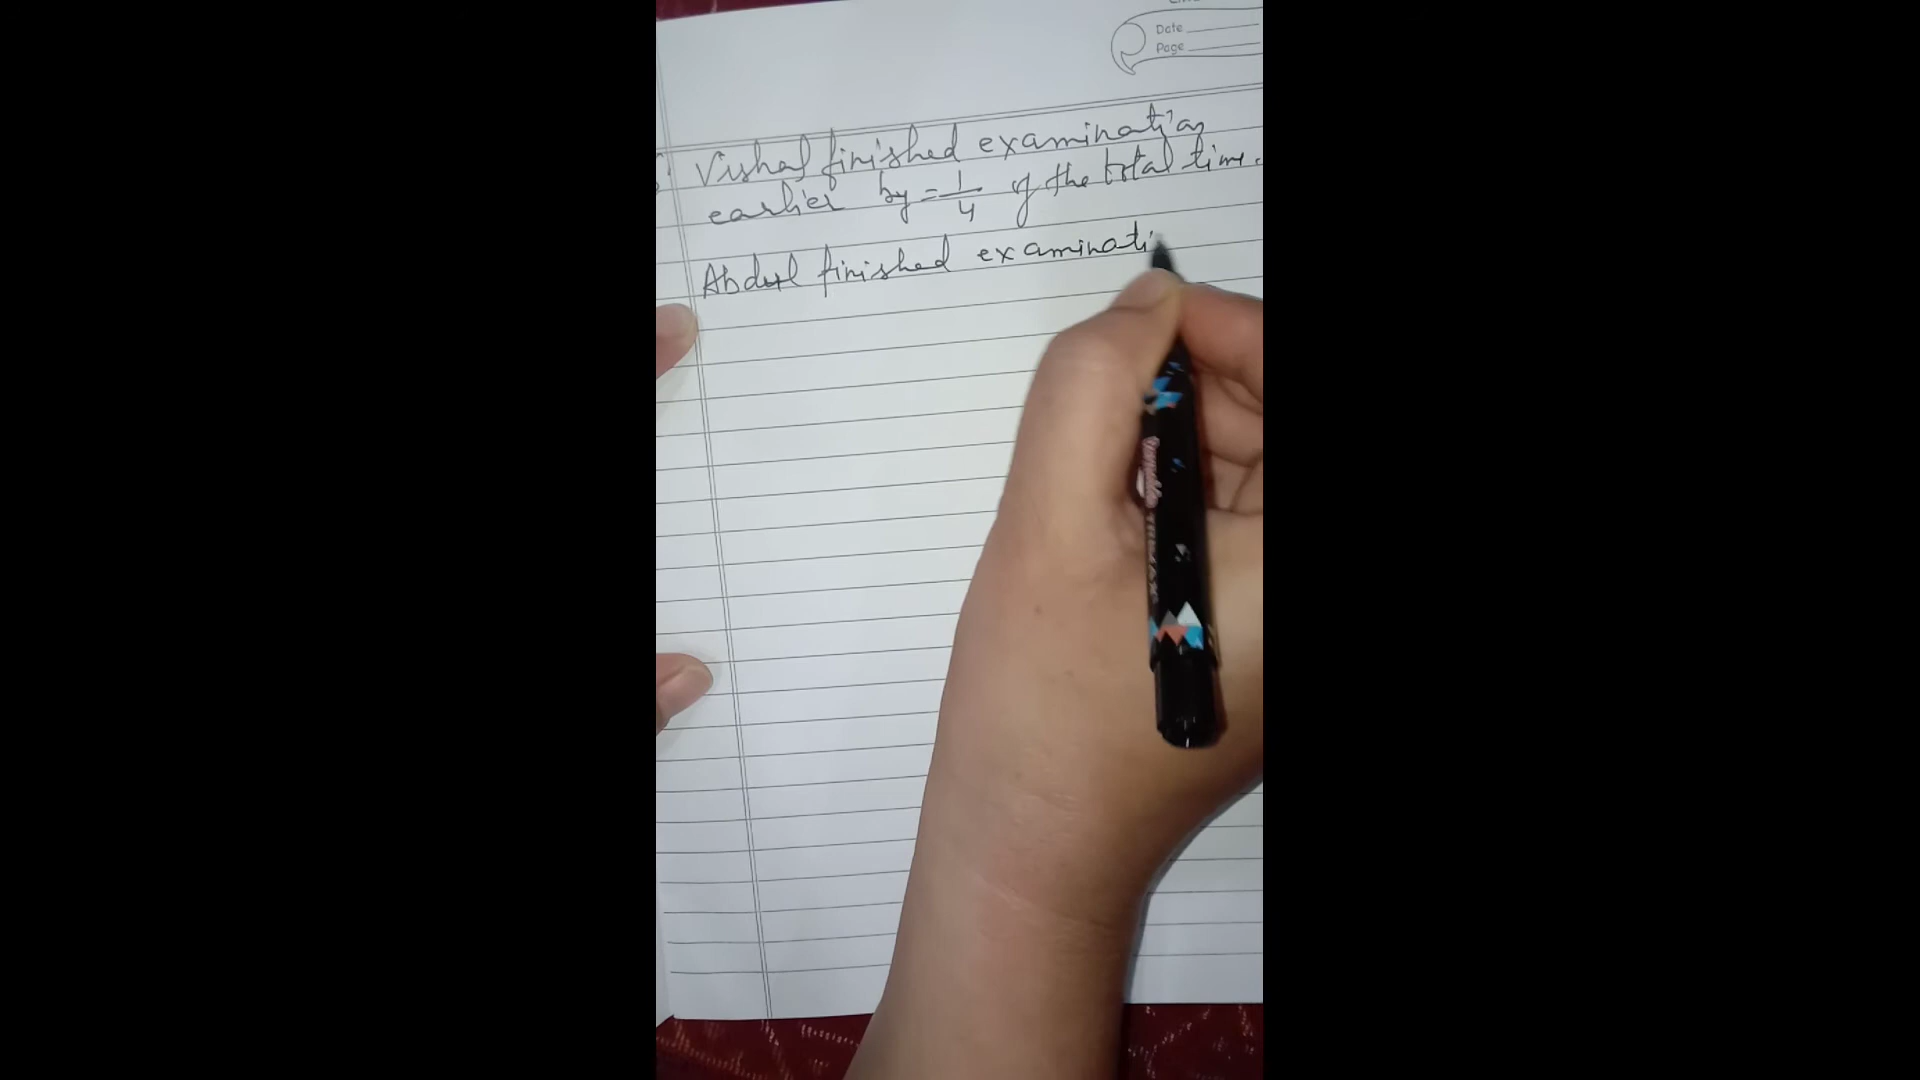 Date
Page
Vishal finished examination
earlier by = 1/4 of the total time.
Abdul finished examinati